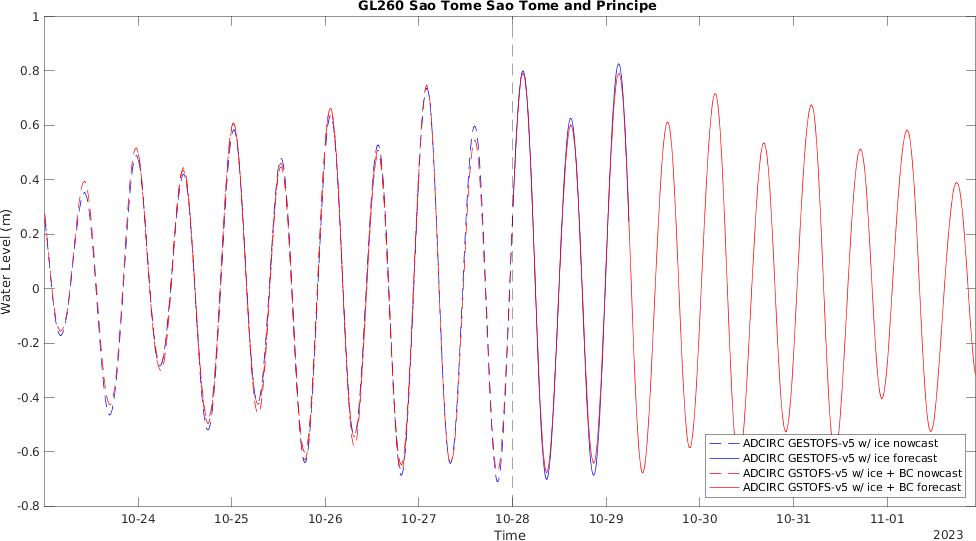 GL260 Sao Tome Sao Tome and Principe
Water Level (m)
1
0.8
0.6
0.4
0.2
0
-0.2
-0.4
-0.6
-0.8
10-24 10-25 10-26 10-27 10-28 10-29 10-30 10-31 11-01
Time
2023
ADCIRC GESTOFS-v5 w/ ice nowcast
ADCIRC GESTOFS-v5 w/ ice forecast
ADCIRC GSTOFS-v5 w/ ice + BC nowcast
ADCIRC GSTOFS-v5 w/ ice + BC forecast